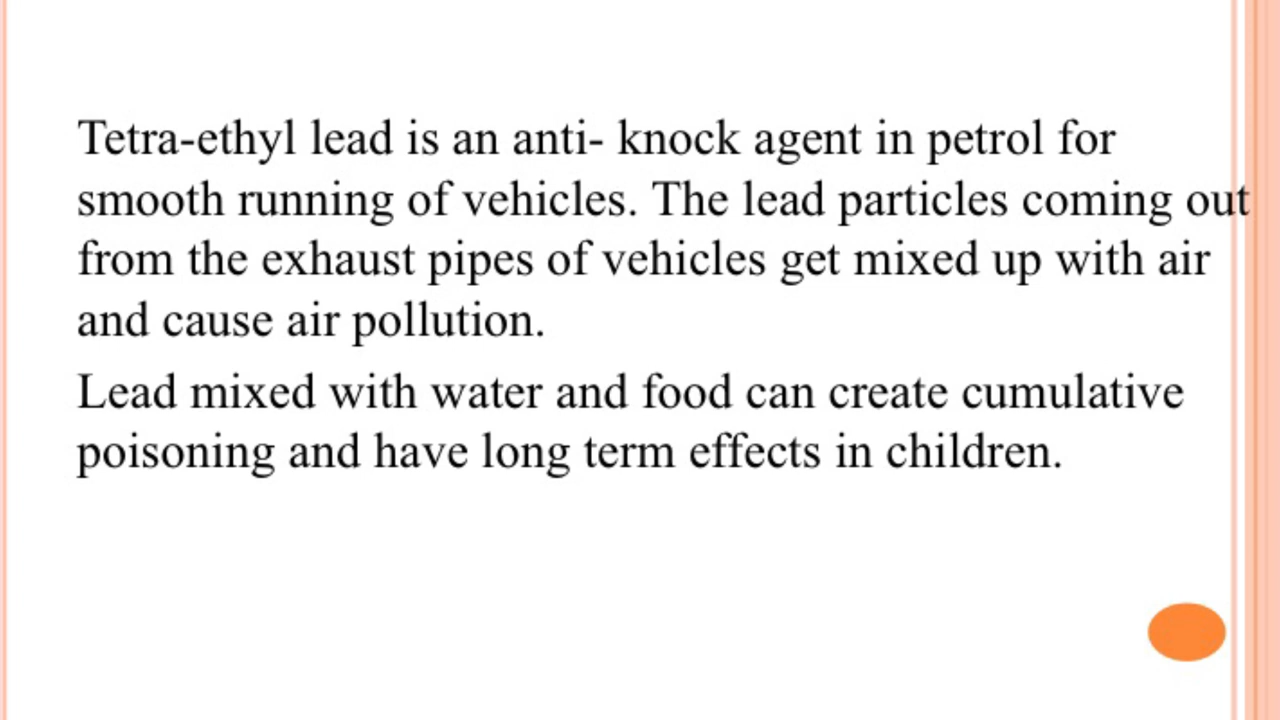 Tetra-ethyl lead is an anti- knock agent in petrol for
smooth running of vehicles. The lead particles coming out
from the exhaust pipes of vehicles get mixed up with air
and cause air pollution.
Lead mixed with water and food can create cumulative
poisoning and have long term effects in children.